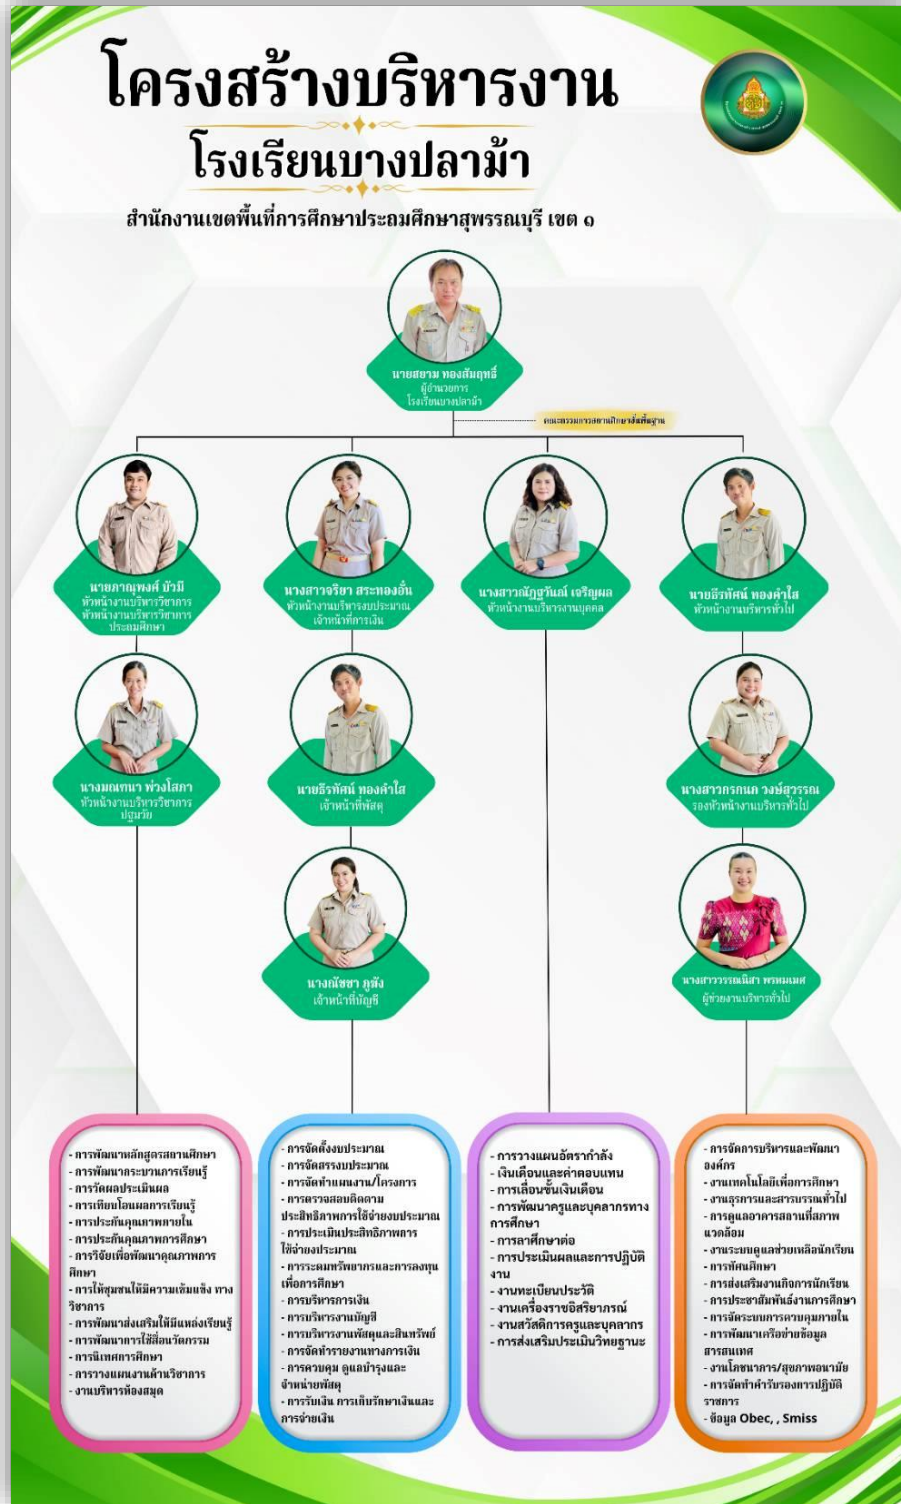 โครงสร้างบริหารงาน
โรงเรียนบางปลาม้า
สำนักงานเขตพื้นที่การศึกษาประถมศึกษาสุพรรณบุรี เขต ๑
นายสยาม ทองสัมฤทธิ์
ผู้อำนวยการ
โรงเรียนบางปลาม้า
คณะกรรมการสถานศึกษาขั้นพื้นฐาน
นายภาณุพงศ์ บัวมี
หัวหน้างานบริหารวิชาการ
หัวหน้างานบริหารวิชาการ
ประถมศึกษา
นางสาวจริยา สระทองอั้น
หัวหน้างานบริหารงบประมาณ
เจ้าหน้าที่การเงิน
นางสาวณัฏฐวันณ์ เจริญผล
หัวหน้างานบริหารงานบุคคล
นายธีรทัศน์ ทองคำใส
หัวหน้างานบริหารทั่วไป
นางมณฑนา พ่วงโสภา
หัวหน้างานบริหารวิชาการ
ปฐมวัย
นายธีรทัศน์ ทองคำใส
เจ้าหน้าที่พัสดุ
นางสาวกรกนก วงษ์สุวรรณ
รองหัวหน้างานบริหารทั่วไป
นางณัชชา ภูฆัง
เจ้าหน้าที่บัญชี
นางสาววรรณนิสา พรหมเมศ
ผู้ช่วยงานบริหารทั่วไป
- การพัฒนาหลักสูตรสถานศึกษา
- การพัฒนากระบวนการเรียนรู้
- การวัดผลประเมินผล
- การเทียบโอนผลการเรียนรู้
- การประกันคุณภาพภายใน
- การประกันคุณภาพการศึกษา
- การวิจัยเพื่อพัฒนาคุณภาพการ
ศึกษา
- การให้ชุมชนให้มีความเข้มแข็ง ทาง
วิชาการ
- การพัฒนาส่งเสริมให้มีแหล่งเรียนรู้
- การพัฒนาการใช้สื่อนวัตกรรม
- การนิเทศการศึกษา
- การวางแผนงานด้านวิชาการ
- งานบริหารห้องสมุด
- การจัดตั้งงบประมาณ
- การจัดสรรงบประมาณ
- การจัดทำแผนงาน/โครงการ
- การตรวจสอบติดตาม
ประสิทธิภาพการใช้จ่ายงบประมาณ
- การประเมินประสิทธิภาพการ
ใช้จ่ายงบประมาณ
- การระดมทรัพยากรและการลงทุน
เพื่อการศึกษา
- การบริหารการเงิน
- การบริหารงานบัญชี
- การบริหารงานพัสดุและสินทรัพย์
- การจัดทำรายงานทางการเงิน
- การควบคุม ดูแลบำรุงและ
จำหน่ายพัสดุ
- การรับเงิน การเก็บรักษาเงินและ
การจ่ายเงิน
- การวางแผนอัตรากำลัง
- เงินเดือนและค่าตอบแทน
- การเลื่อนขั้นเงินเดือน
- การพัฒนาครูและบุคลากรทาง
การศึกษา
- การลาศึกษาต่อ
- การประเมินผลและการปฏิบัติ
งาน
- งานทะเบียนประวัติ
- งานเครื่องราชอิสริยาภรณ์
- งานสวัสดิการครูและบุคลากร
- การส่งเสริมประเมินวิทยฐานะ
- การจัดการบริหารและพัฒนา
องค์กร
- งานเทคโนโลยีเพื่อการศึกษา
- งานธุรการและสารบรรณทั่วไป
- การดูแลอาคารสถานที่สภาพ
แวดล้อม
- งานระบบดูแลช่วยเหลือนักเรียน
- การทัศนศึกษา
- การส่งเสริมงานกิจการนักเรียน
- การประชาสัมพันธ์งานการศึกษา
- การจัดระบบการควบคุมภายใน
- การพัฒนาเครือข่ายข้อมูล
สารสนเทศ
- งานโภชนาการ/สุขภาพอนามัย
- การจัดทำคำรับรองการปฏิบัติ
ราชการ
- ข้อมูล Obec, , Smiss